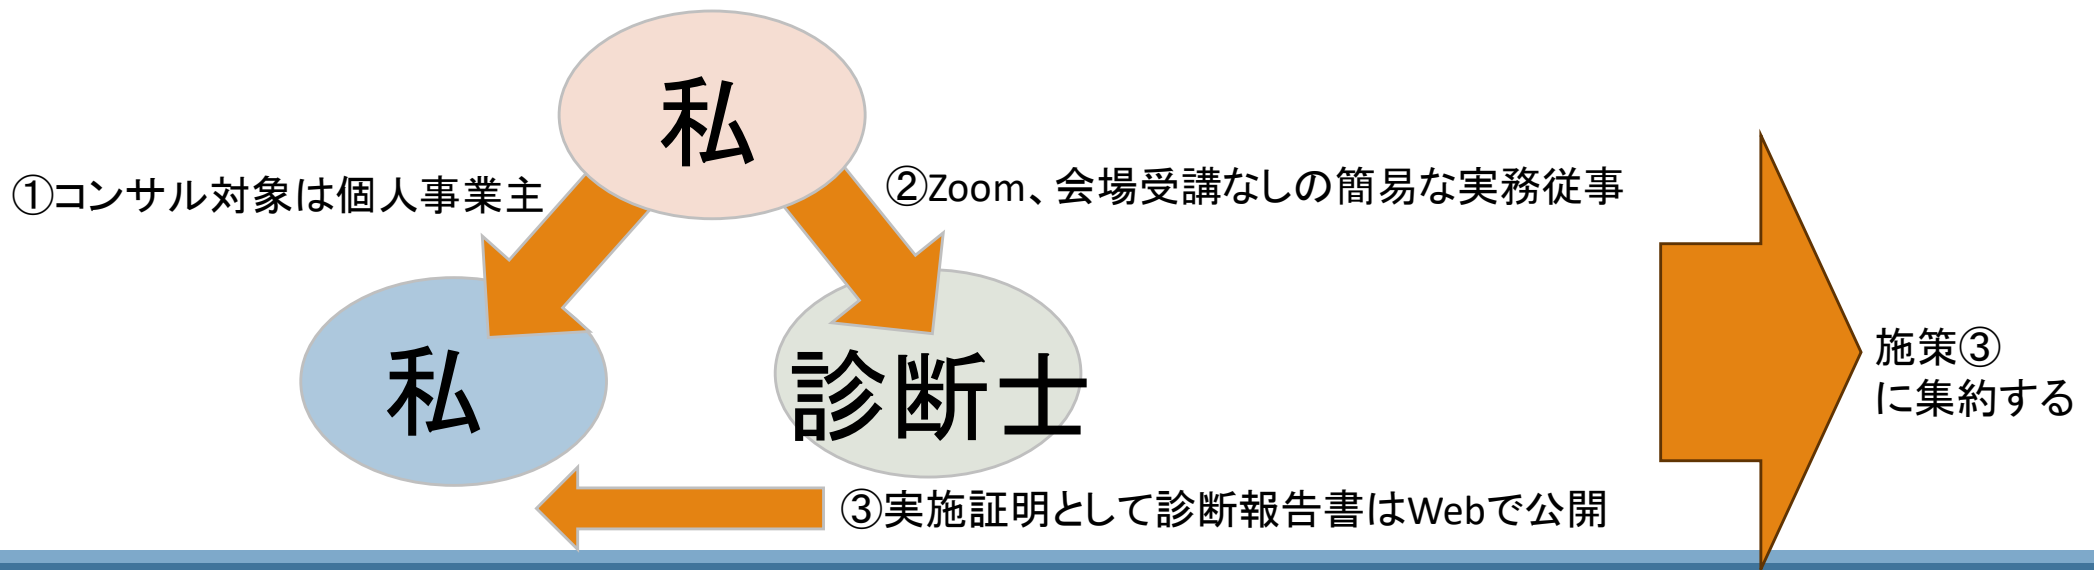 私
①コンサル対象は個人事業主
②Zoom、会場受講なしの簡易な実務従事
私
診断士
施策③
に集約する
③実施証明として診断報告書はWebで公開